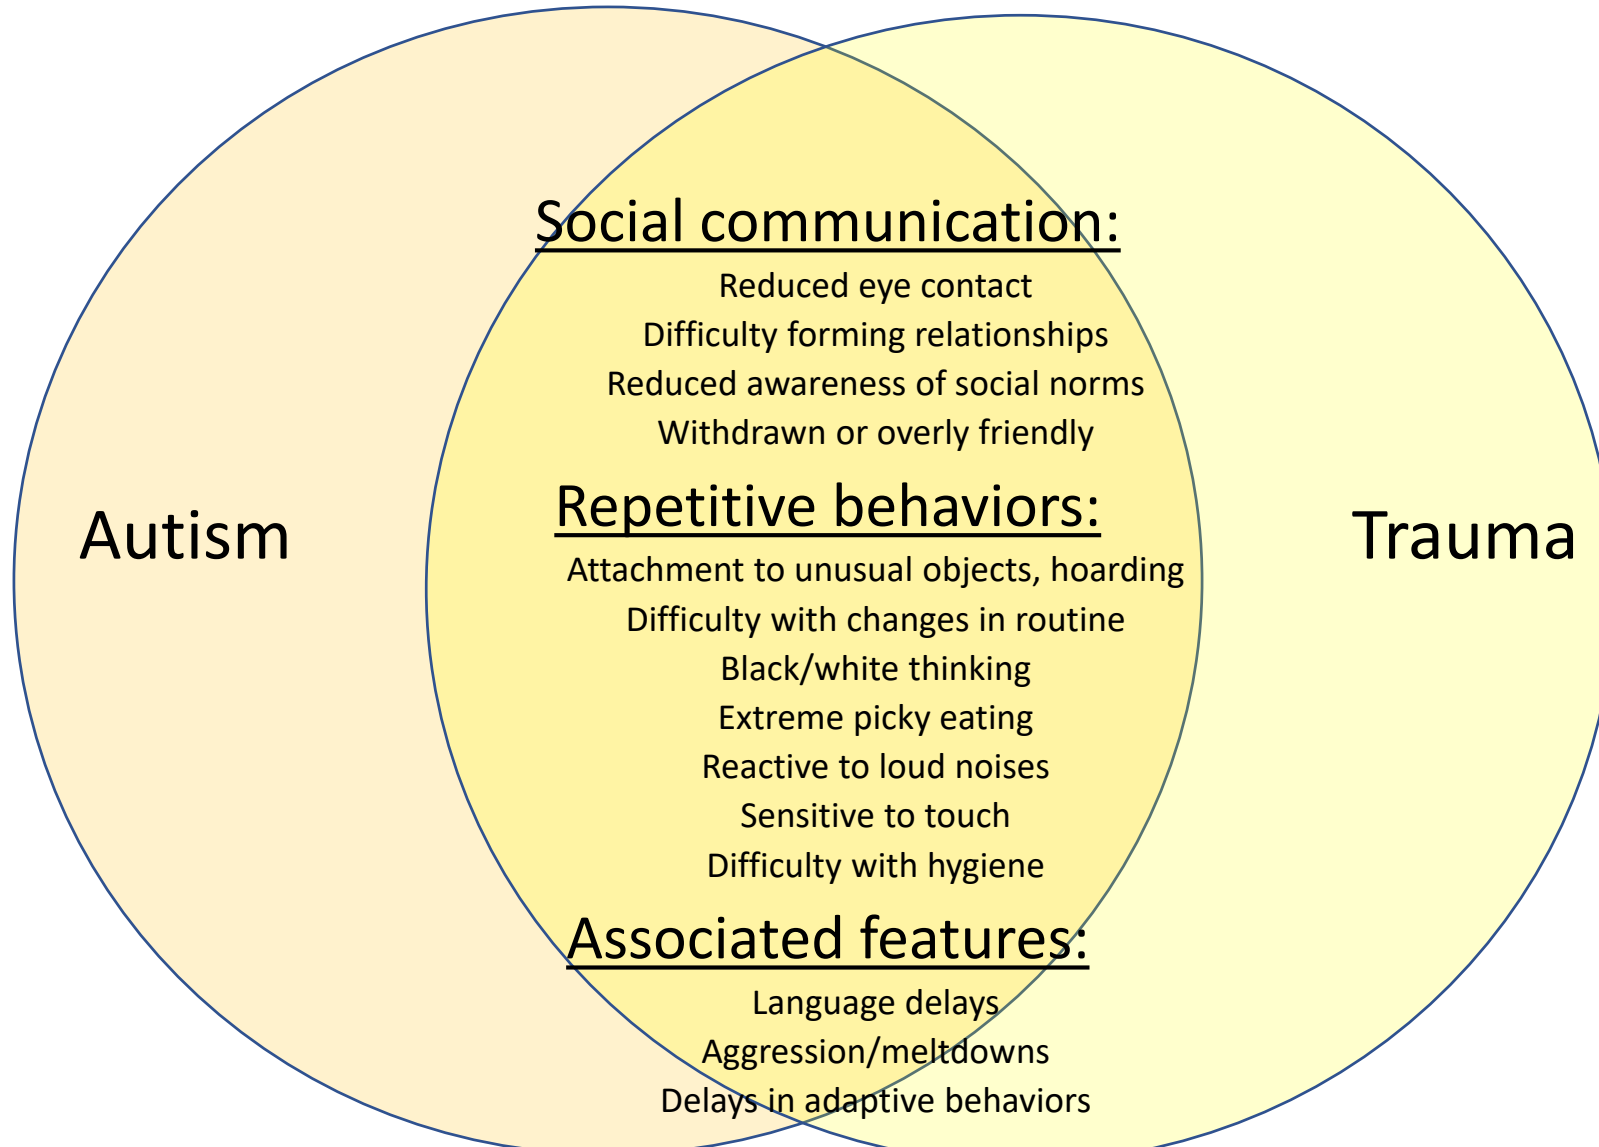 Social communication:
Reduced eye contact
Difficulty forming relationships
Reduced awareness of social norms
Withdrawn or overly friendly
Repetitive behaviors:
Autism
Trauma
Attachment to unusual objects, hoarding
Difficulty with changes in routine
Black/white thinking
Extreme picky eating
Reactive to loud noises
Sensitive to touch
Difficulty with hygiene
Associated features:
Language delays
Aggression/meltdowns
Delays in adaptive behaviors